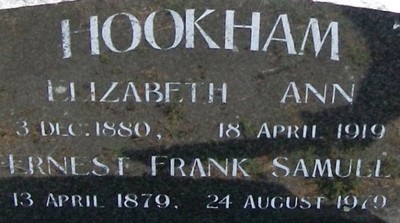 HOOKHAM
ELIZABETH ANN
3 DEC. 1880, 18 APRIL 1919
ERNEST FRANK SAMUEL
13 APRIL 1879, 24 AUGUST 1979